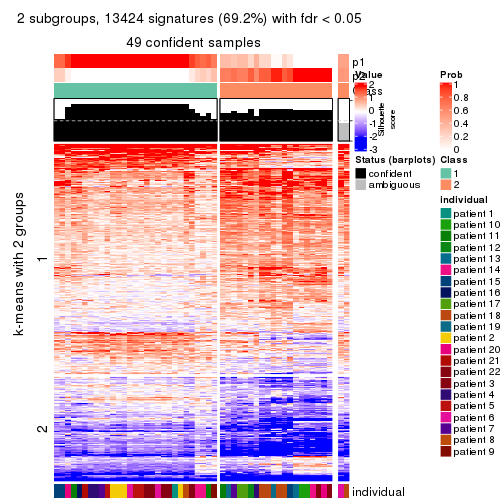 2 subgroups, 13424 signatures (69.2%) with fdr < 0.05
49 confident samples
p1
p2
Class
k-means with 2 groups
1
2
individual
Value
2
1
0
-1
-2
-3
Silhouette
score
Status (barplots)
confident
ambiguous
Prob
1
0.8
0.6
0.4
0.2
0
Class
1
2
individual
patient 1
patient 10
patient 11
patient 12
patient 13
patient 14
patient 15
patient 16
patient 17
patient 18
patient 19
patient 2
patient 20
patient 21
patient 22
patient 3
patient 4
patient 5
patient 6
patient 7
patient 8
patient 9